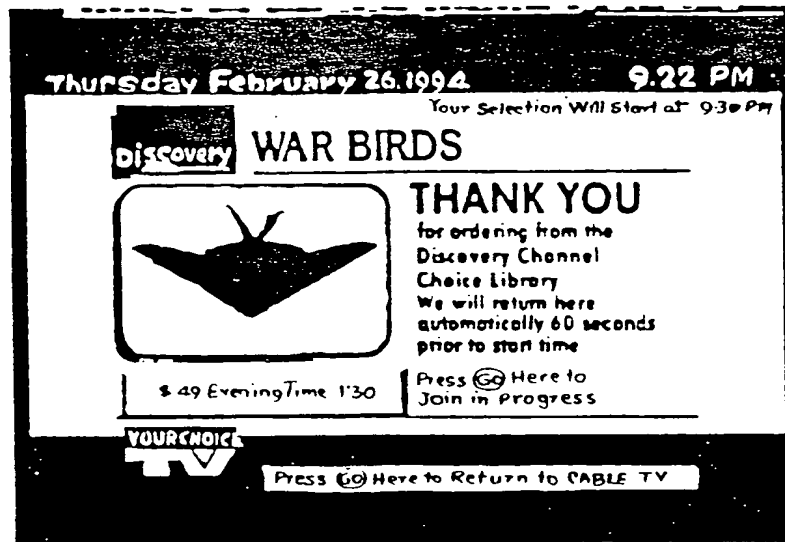 Thursday February 26.1994 9.22 PM
Your Selection Will Start at 9:30 PM
Discovery
WAR BIRDS
THANK YOU
for ordering from the
Discovery Channel
Choice Library
We will return here
automatically 60 seconds
prior to start time
$ 49 Evening Time 1:30
Press GO Here to
Join in Progress
YOUR CHOICE
TV
Press GO Here to Return to CABLE TV